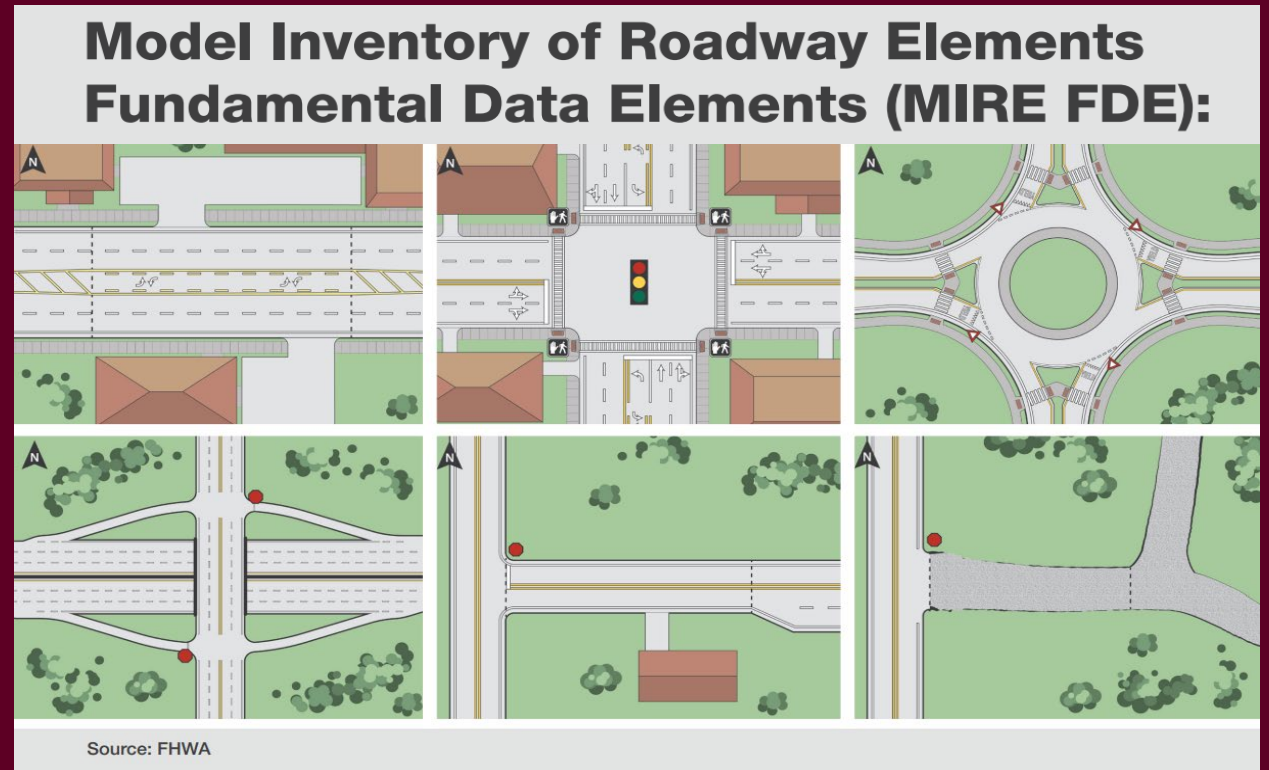 Model Inventory of Roadway Elements
Fundamental Data Elements (MIRE FDE):
N
N
N
N
N
N
Source: FHWA